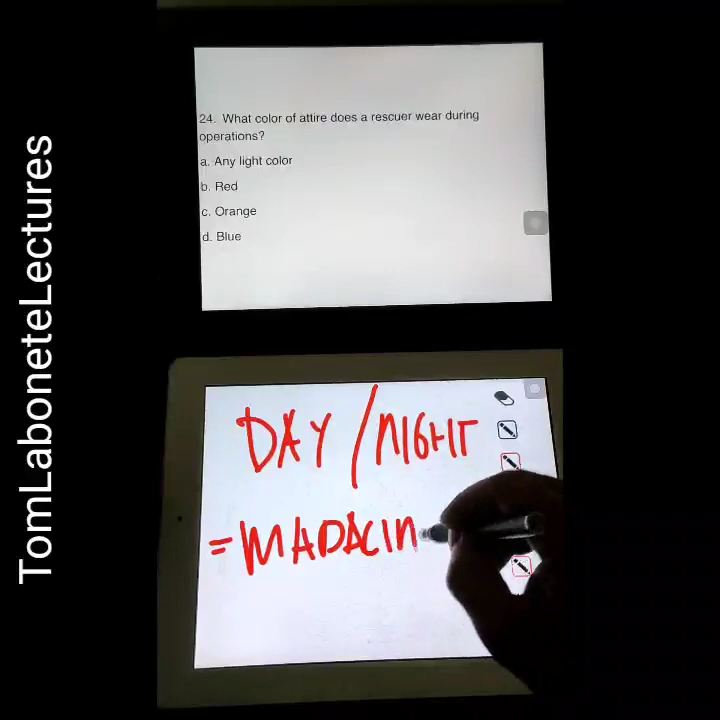 TomLaboneteLectures
24. What color of attire does a rescuer wear during
operations?
a. Any light color
b. Red
c. Orange
d. Blue
DAY / NIGHT
= MADACIN